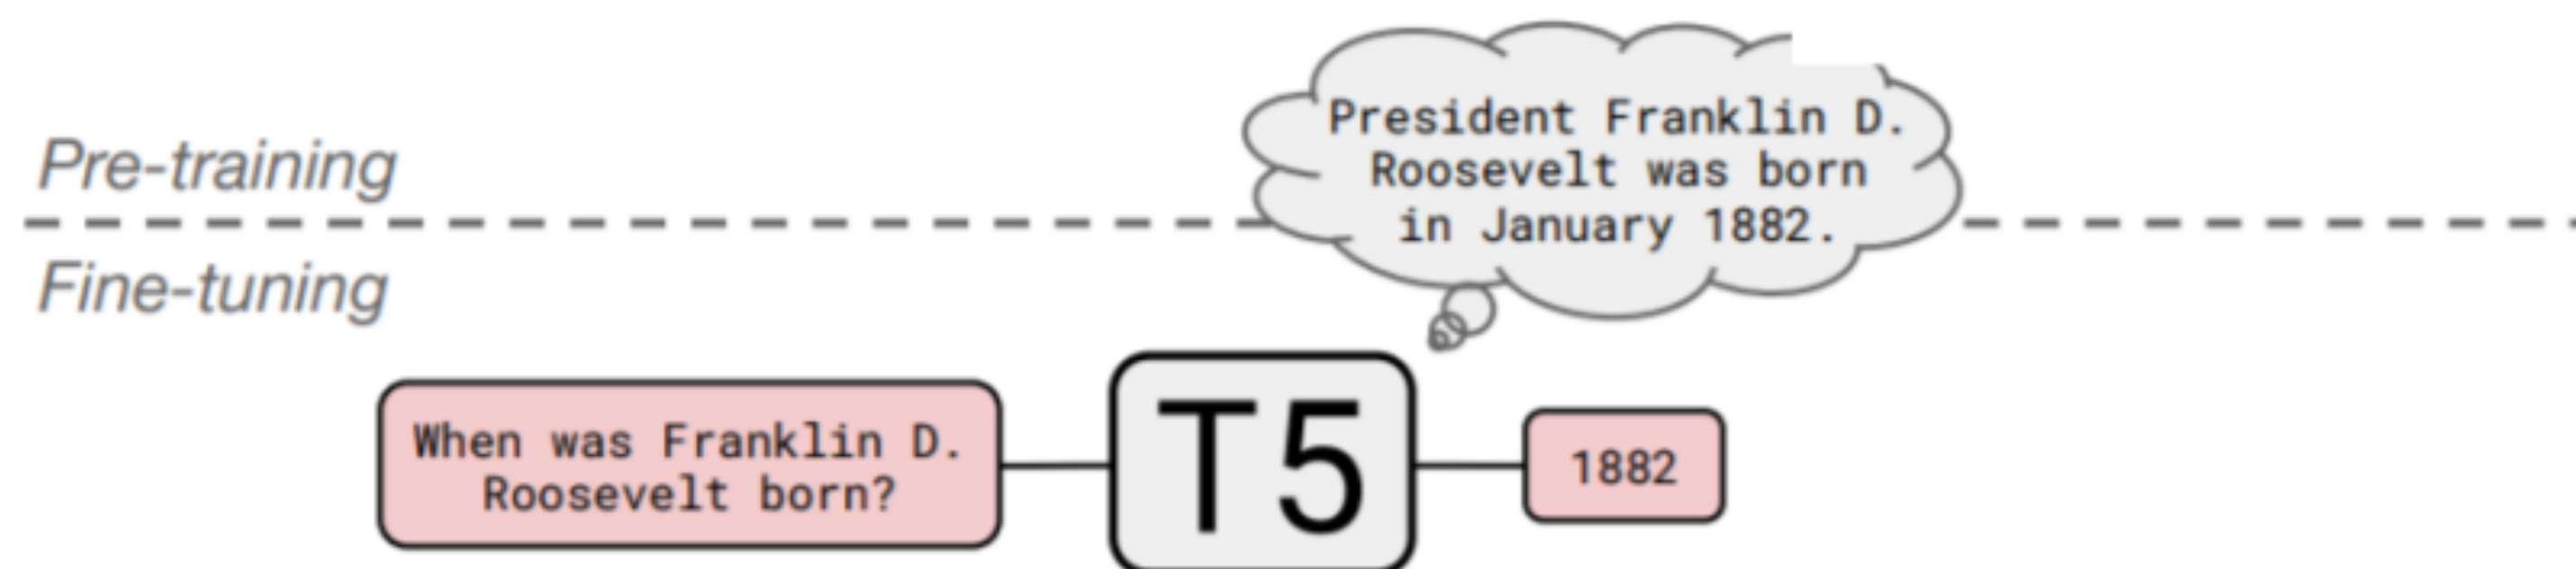 Pre-training
President Franklin D.
Roosevelt was born
in January 1882.
Fine-tuning
When was Franklin D.
Roosevelt born?
T5
1882